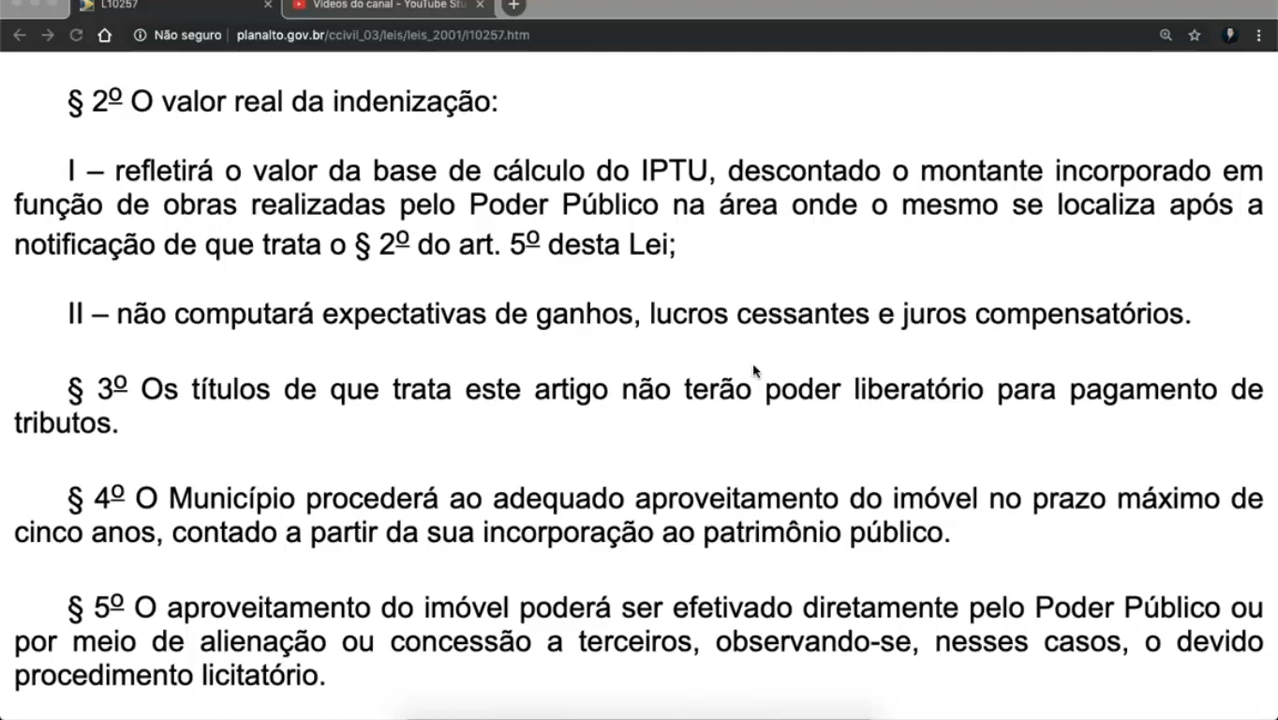 L10257
Vídeos do canal - YouTube Stu
Não seguro | planalto.gov.br/ccivil_03/leis/leis_2001/l10257.htm
§ 2º O valor real da indenização:
I – refletirá o valor da base de cálculo do IPTU, descontado o montante incorporado em
função de obras realizadas pelo Poder Público na área onde o mesmo se localiza após a
notificação de que trata o § 2º do art. 5º desta Lei;
II – não computará expectativas de ganhos, lucros cessantes e juros compensatórios.
§ 3º Os títulos de que trata este artigo não terão poder liberatório para pagamento de
tributos.
§ 4º O Município procederá ao adequado aproveitamento do imóvel no prazo máximo de
cinco anos, contado a partir da sua incorporação ao patrimônio público.
§ 5º O aproveitamento do imóvel poderá ser efetivado diretamente pelo Poder Público ou
por meio de alienação ou concessão a terceiros, observando-se, nesses casos, o devido
procedimento licitatório.